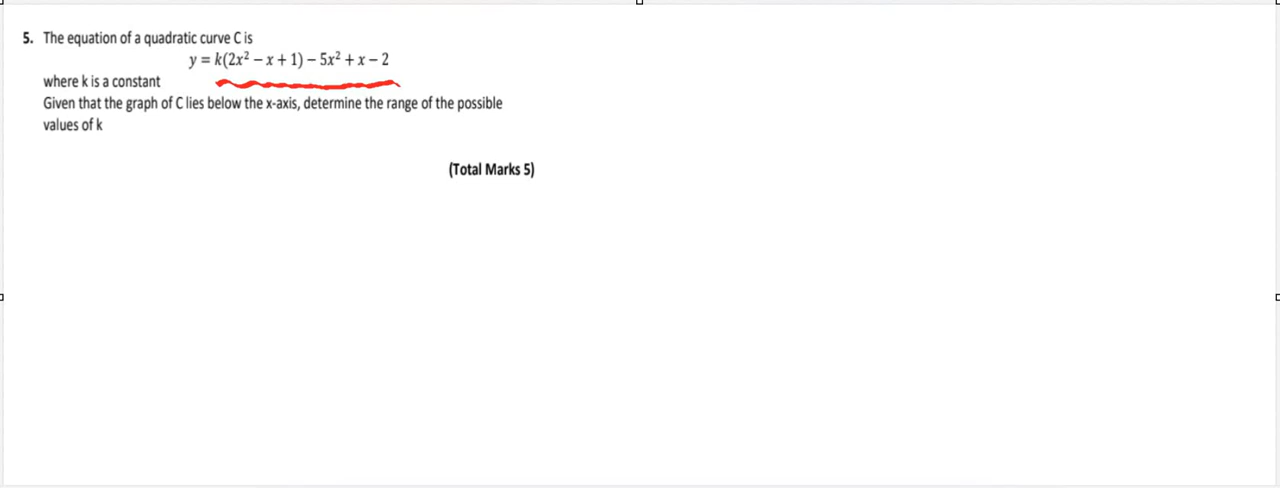 5. The equation of a quadratic curve C is
y = k(2x² – x + 1) – 5x² + x – 2
where k is a constant
Given that the graph of C lies below the x-axis, determine the range of the possible
values of k
(Total Marks 5)